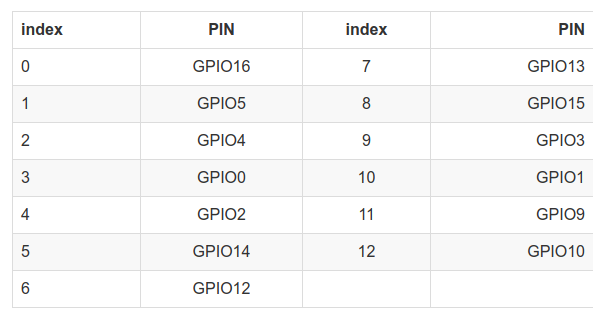 index PIN index PIN
0 GPIO16 7 GPIO13
1 GPIO5 8 GPIO15
2 GPIO4 9 GPIO3
3 GPIO0 10 GPIO1
4 GPIO2 11 GPIO9
5 GPIO14 12 GPIO10
6 GPIO12